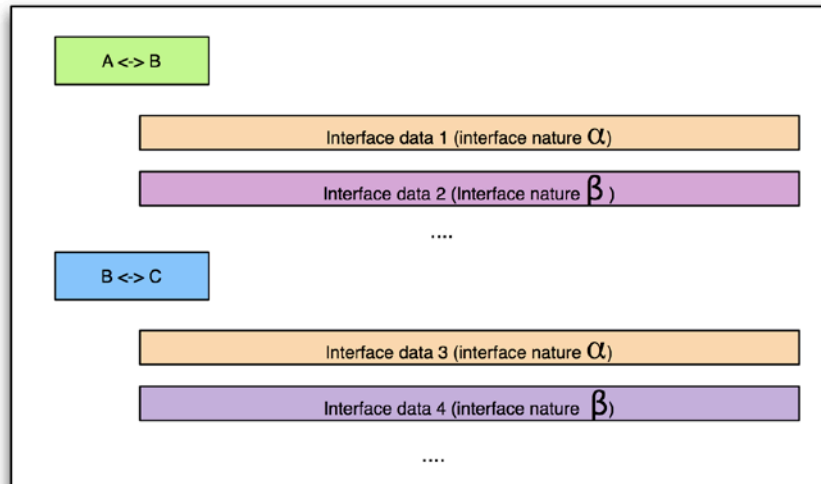 A <-> B
Interface data 1 (interface nature α)
Interface data 2 (Interface nature β )
....
B <-> C
Interface data 3 (interface nature α)
Interface data 4 (interface nature β)
....